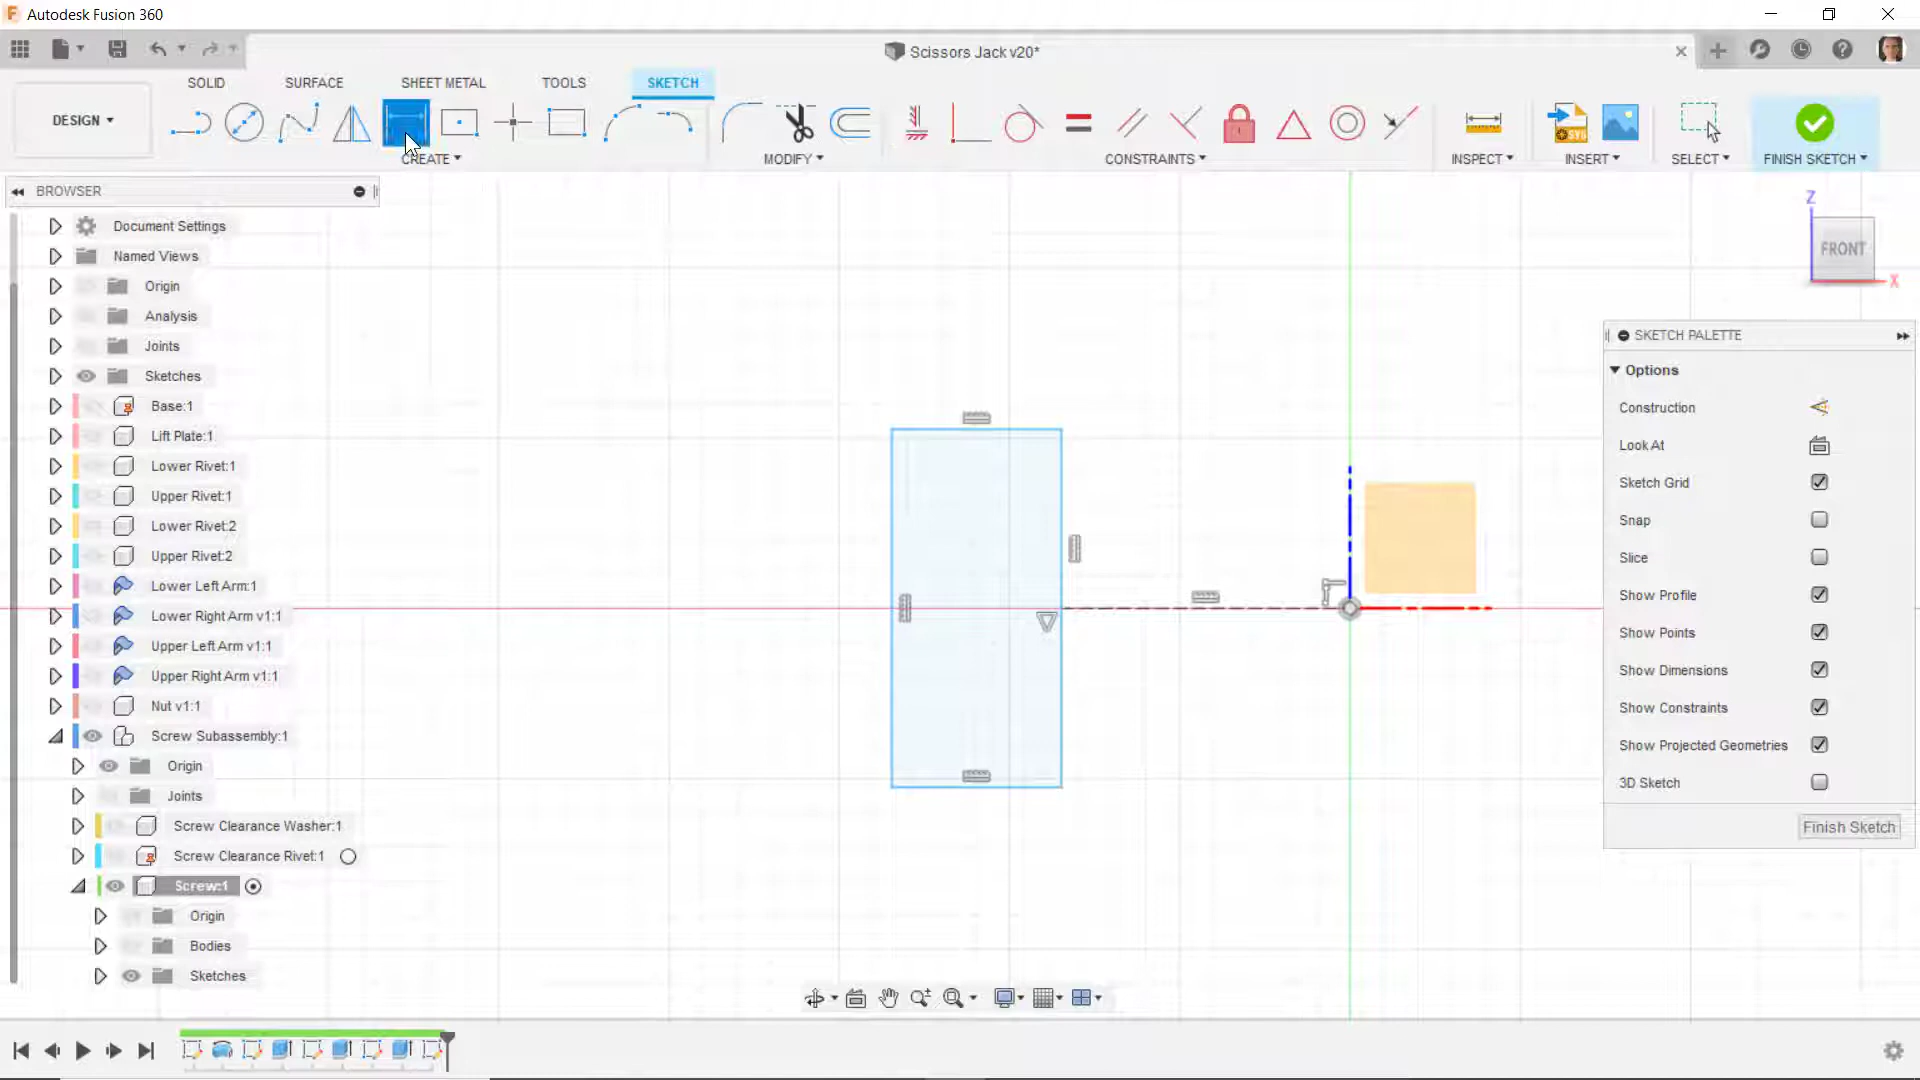 Autodesk Fusion 360
Scissors Jack v20*
SOLID
SURFACE
SHEET METAL
TOOLS
SKETCH
DESIGN
CREATE
MODIFY
CONSTRAINTS
INSPECT
INSERT
SELECT
FINISH SKETCH
SVG
BROWSER
Document Settings
Named Views
Origin
Analysis
Joints
Sketches
Base:1
Lift Plate:1
Lower Rivet:1
Upper Rivet:1
Lower Rivet:2
Upper Rivet:2
Lower Left Arm:1
Lower Right Arm v1:1
Upper Left Arm v1:1
Upper Right Arm v1:1
Nut v1:1
Screw Subassembly:1
Origin
Joints
Screw Clearance Washer:1
Screw Clearance Rivet:1
Screw:1
Origin
Bodies
Sketches
Z
FRONT
X
SKETCH PALETTE
Options
Construction
Look At
Sketch Grid
Snap
Slice
Show Profile
Show Points
Show Dimensions
Show Constraints
Show Projected Geometries
3D Sketch
Finish Sketch